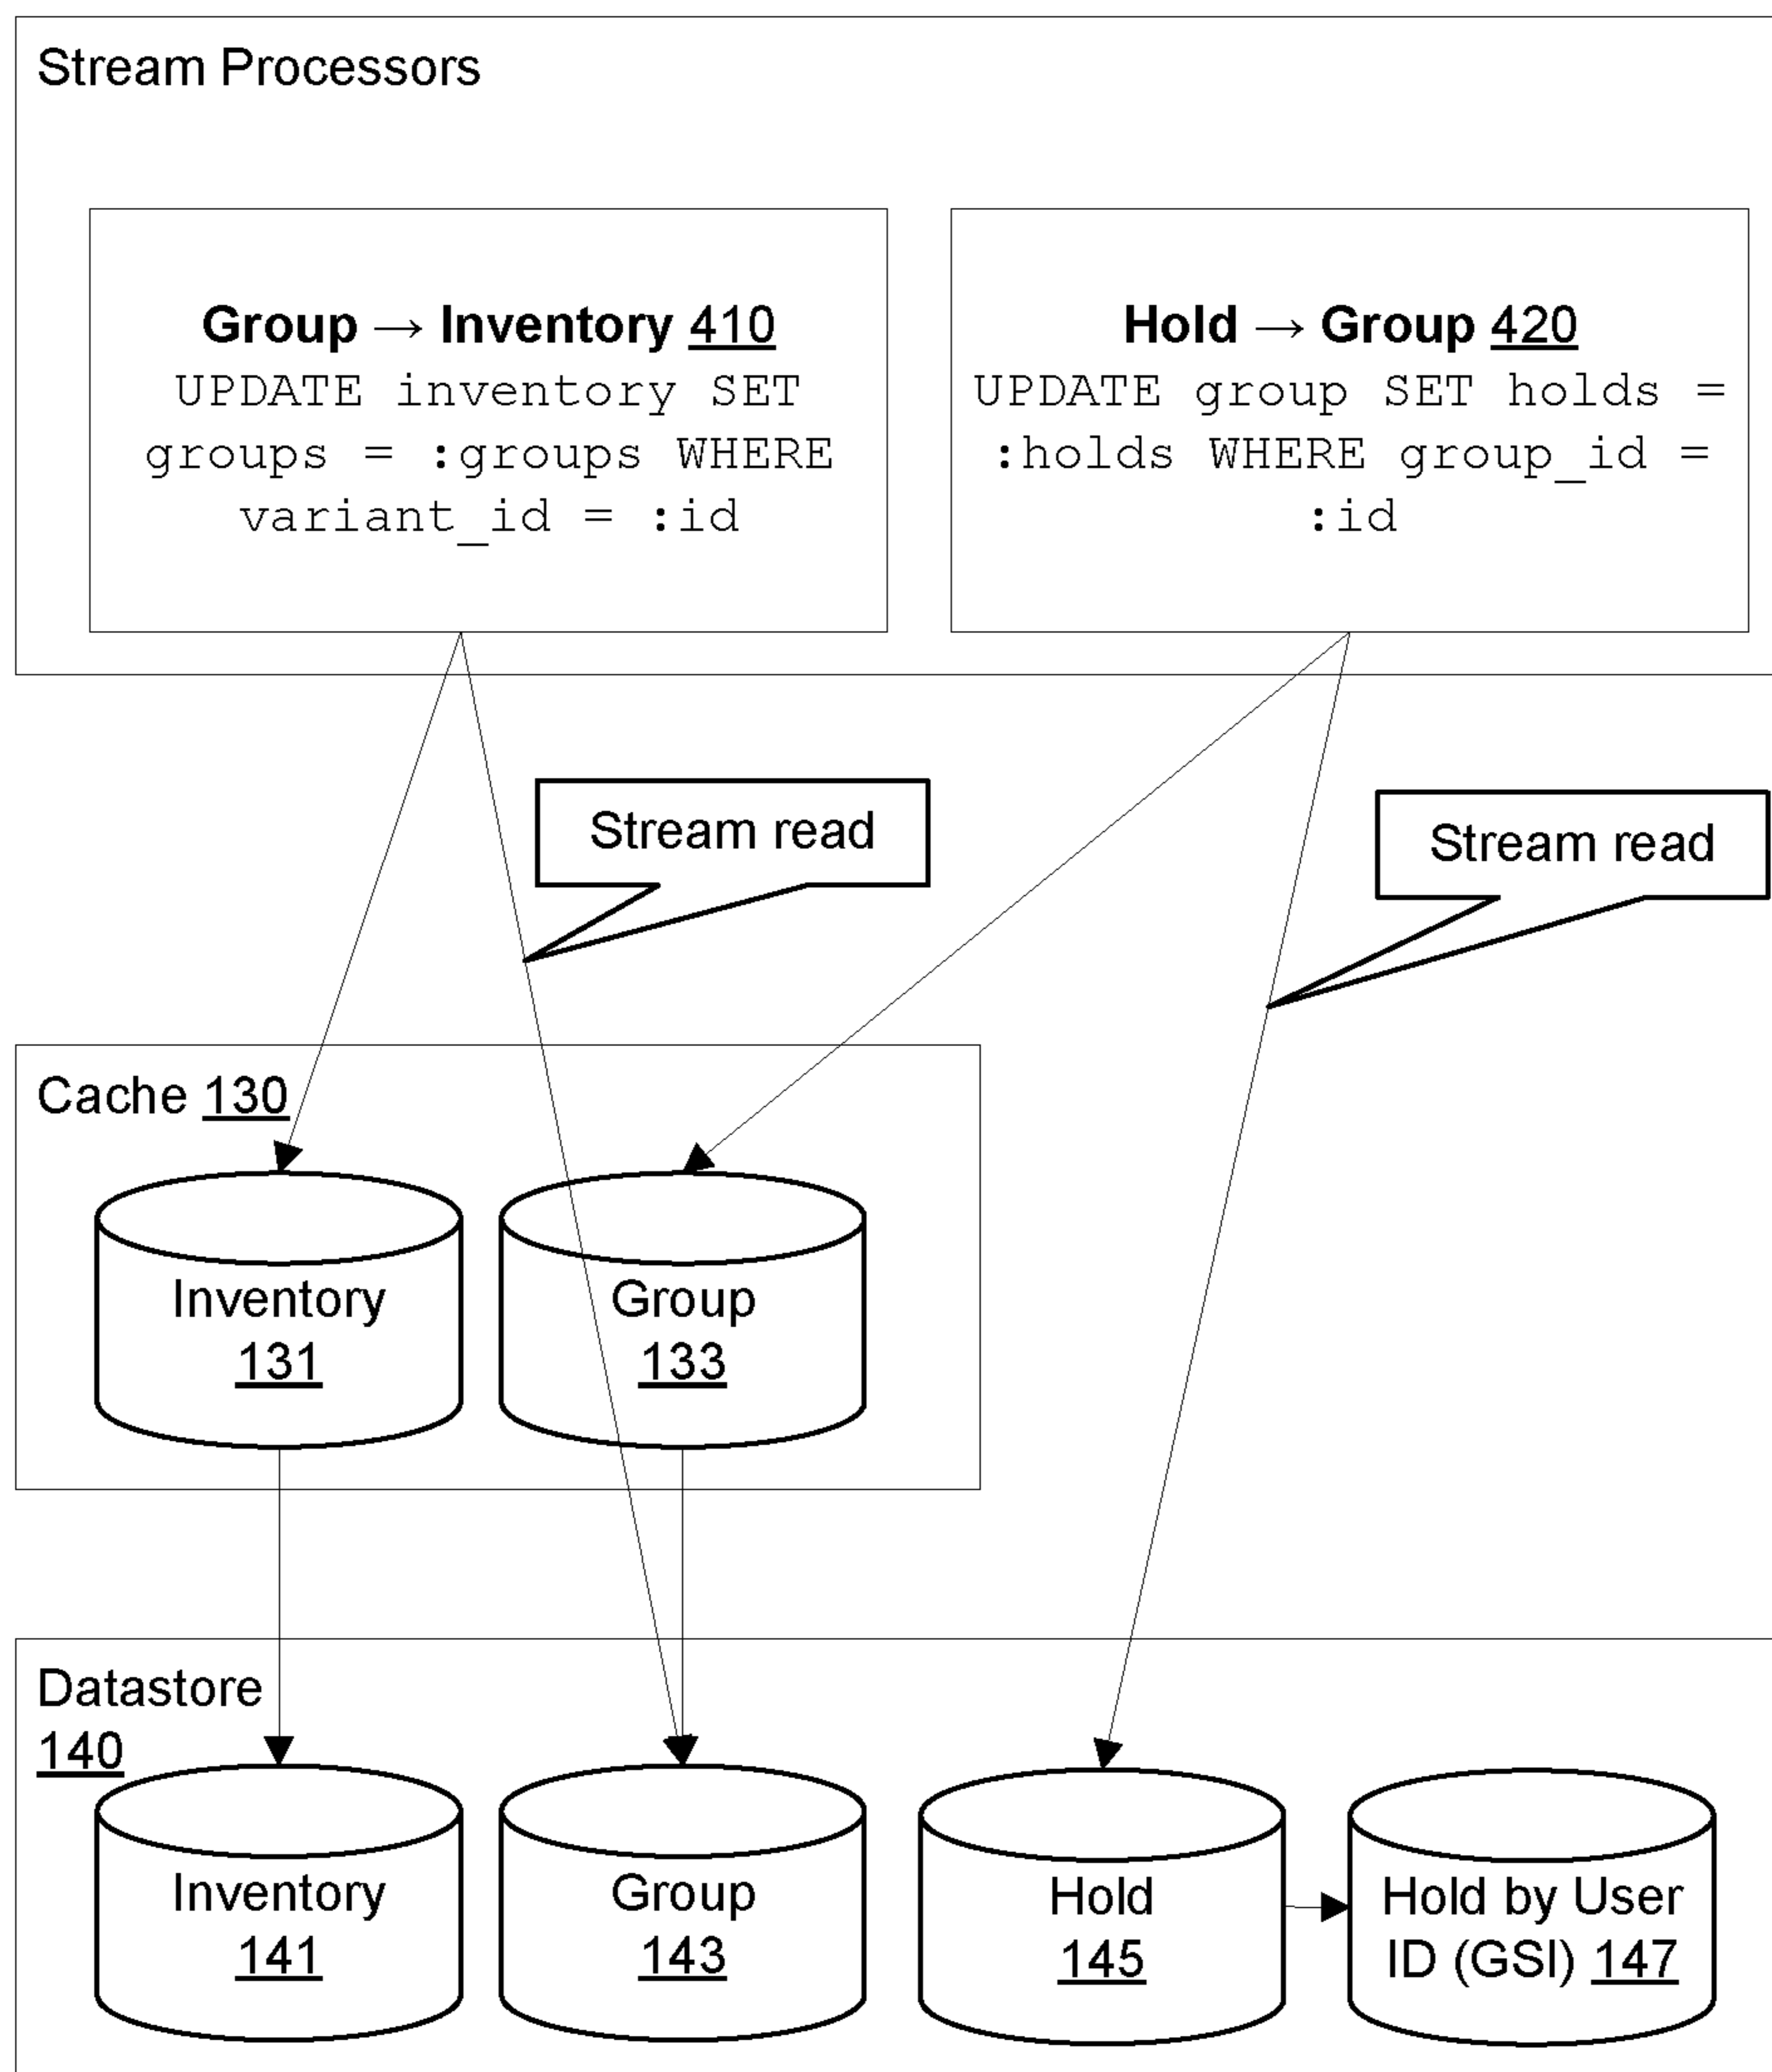 Stream Processors
Group → Inventory 410
UPDATE inventory SET
groups = :groups WHERE
variant_id = :id
Hold → Group 420
UPDATE group SET holds =
:holds WHERE group_id =
:id
Stream read
Stream read
Cache 130
Inventory
131
Group
133
Datastore
140
Inventory
141
Group
143
Hold
145
Hold by User
ID (GSI) 147